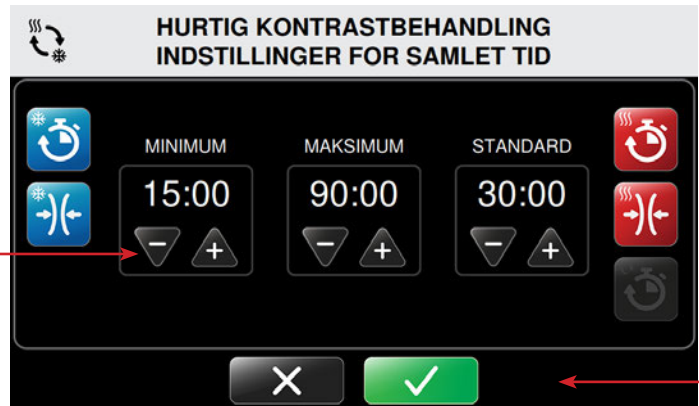 HURTIG KONTRASTBEHANDLING
INDSTILLINGER FOR SAMLET TID
MINIMUM MAKSIMUM STANDARD
15:00 90:00 30:00